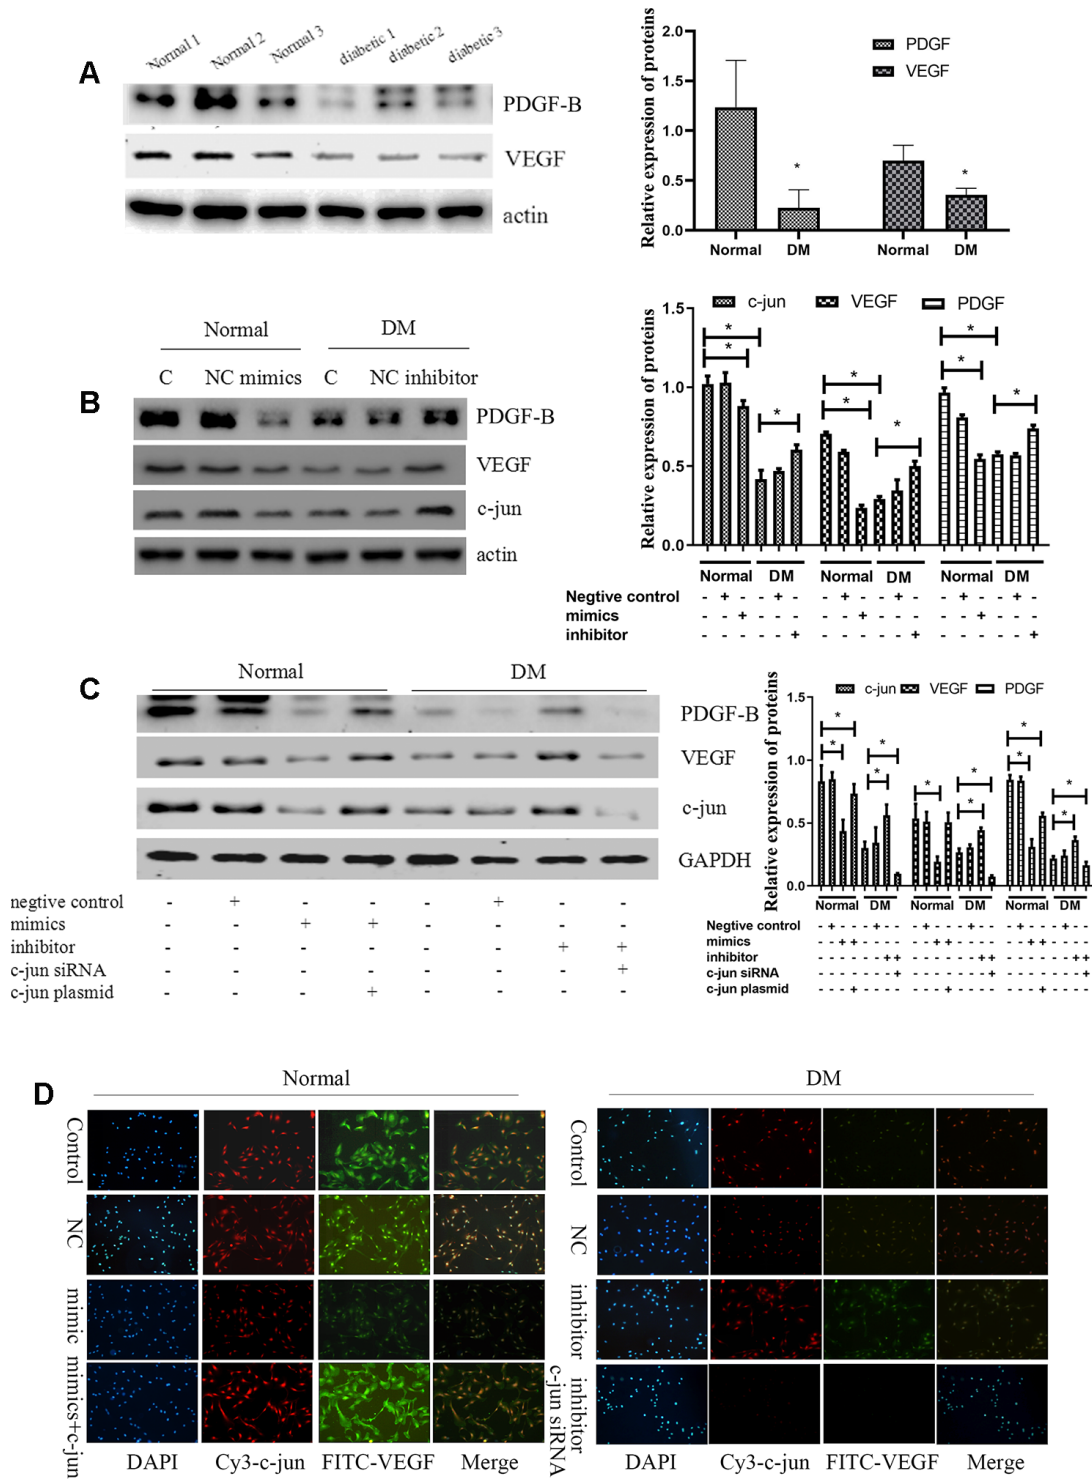 A
Normal 1 Normal 2 Normal 3 diabetic 1 diabetic 2 diabetic 3
PDGF-B
VEGF
actin
Relative expression of proteins
2.0
1.5
1.0
0.5
0.0
PDGF
VEGF
* *
Normal DM Normal DM
B
Normal DM
C NC mimics C NC inhibitor
PDGF-B
VEGF
c-jun
actin
Relative expression of proteins
1.5
1.0
0.5
0.0
c-jun VEGF PDGF
* * * * * * * * *
Normal DM Normal DM Normal DM
Negtive control - + - - + - - + - - + - - + - - + -
mimics - - + - - - - - + - - - - - + - - -
inhibitor - - - - - + - - - - - + - - - - - +
C
Normal DM
PDGF-B
VEGF
c-jun
GAPDH
negtive control - + - - - + - -
mimics - - + + - - - -
inhibitor - - - - - - + +
c-jun siRNA - - - - - - - +
c-jun plasmid - - - + - - - -
Relative expression of proteins
1.5
1.0
0.5
0.0
c-jun VEGF PDGF
* * * * * * * * * * *
Normal DM Normal DM Normal DM
Negtive control - + - - - + - - - + - - - + - - - + - - - + - -
mimics - - + + - - - - - - + + - - - - - - + + - - - -
inhibitor - - - - - - + + - - - - - - + + - - - - - - + +
c-jun siRNA - - - - - - - + - - - - - - - + - - - - - - - +
c-jun plasmid - - - + - - - - - - - + - - - - - - - + - - - -
D
Normal
DM
Control
NC
mimic
mimics+c-jun
DAPI Cy3-c-jun FITC-VEGF Merge
Control
NC
inhibitor
inhibitor
c-jun siRNA
DAPI Cy3-c-jun FITC-VEGF Merge